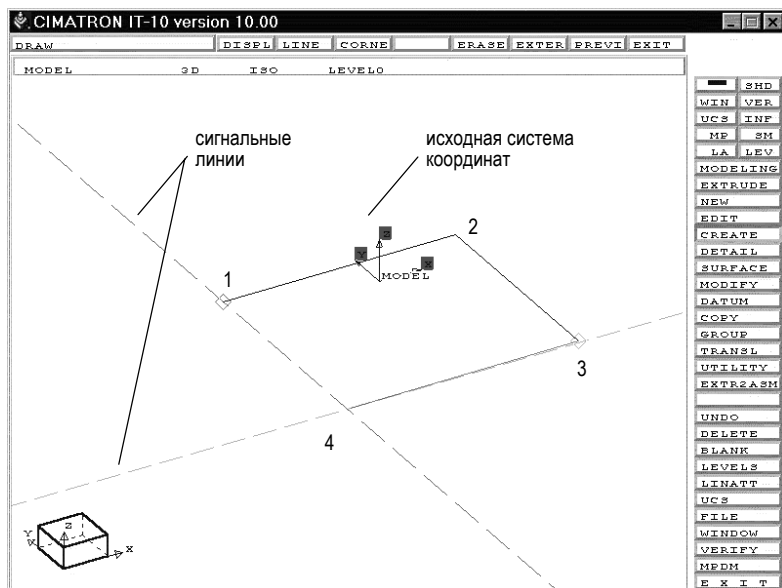 CIMATRON IT-10 version 10.00
DRAW DISPL LINE CORNE ERASE EXTER PREVI EXIT
MODEL 3D ISO LEVEL0
SHD
WIN VER
UCS INF
MP SM
LA LEV
MODELING
EXTRUDE
NEW
EDIT
CREATE
DETAIL
SURFACE
MODIFY
DATUM
COPY
GROUP
TRANSL
UTILITY
EXTR2ASM
UNDO
DELETE
BLANK
LEVELS
LINATT
UCS
FILE
WINDOW
VERIFY
MPDM
E X I T
сигнальные
линии
исходная система
координат
2
Z
Y
X
MODEL
1
3
4
Z
Y
X